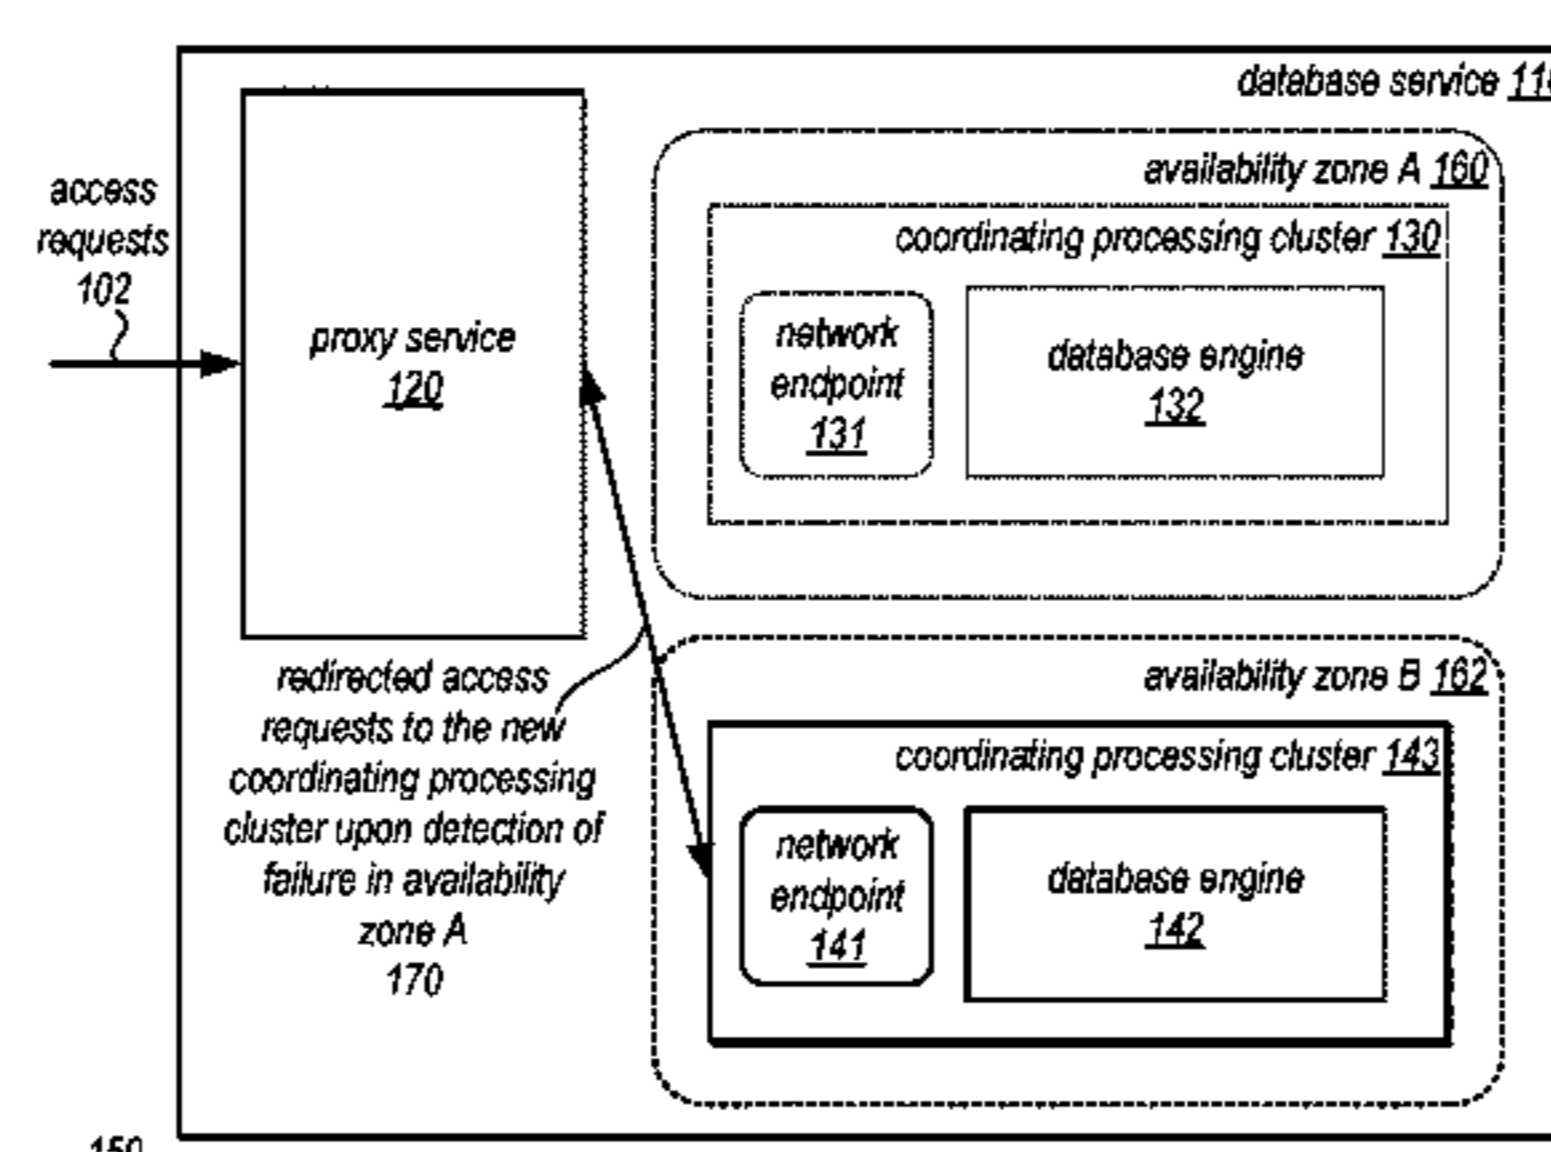 database service
availability zone A 160
access
requests
102
coordinating processing cluster 130
proxy service
120
network
endpoint
131
database engine
132
redirected access
requests to the new
coordinating processing
cluster upon detection of
failure in availability
zone A
170
availability zone B 162
coordinating processing cluster 143
network
endpoint
141
database engine
142